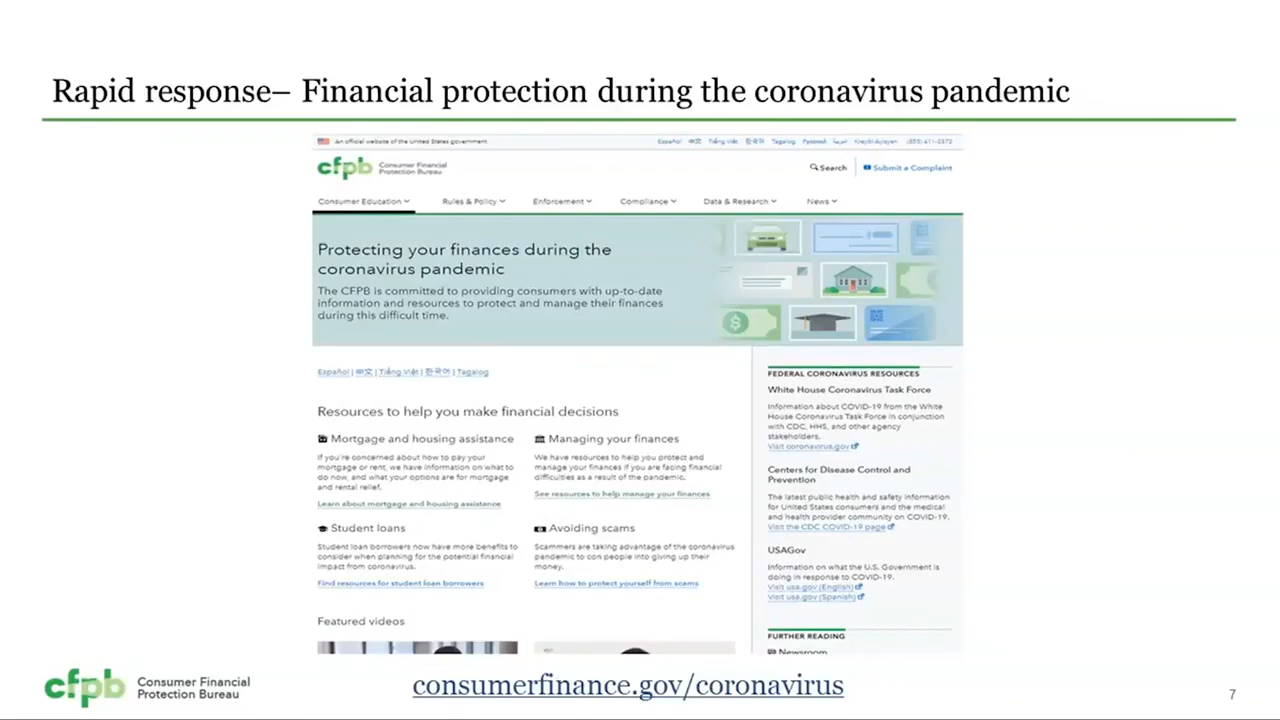 Rapid response– Financial protection during the coronavirus pandemic
An official website of the United States government
Español 中文 Tiếng Việt 한국어 Tagalog Русский العربية Kreyòl Ayisyen (855) 411-2372
cfpb Consumer Financial
Protection Bureau
Search
Submit a Complaint
Consumer Education Rules & Policy Enforcement Compliance Data & Research News
Protecting your finances during the
coronavirus pandemic
The CFPB is committed to providing consumers with up-to-date
information and resources to protect and manage their finances
during this difficult time.
Español | 中文 | Tiếng Việt | 한국어 | Tagalog
Resources to help you make financial decisions
Mortgage and housing assistance
If you're concerned about how to pay your
mortgage or rent, we have information on what to
do now, and what your options are for mortgage
and rental relief.
Learn about mortgage and housing assistance
Managing your finances
We have resources to help you protect and
manage your finances if you are facing financial
difficulties as a result of the pandemic.
See resources to help manage your finances
Student loans
Student loan borrowers now have more benefits to
consider when planning for the potential financial
impact from coronavirus.
Find resources for student loan borrowers
Avoiding scams
Scammers are taking advantage of the coronavirus
pandemic to con people into giving up their
money.
Learn how to protect yourself from scams
Featured videos
FEDERAL CORONAVIRUS RESOURCES
White House Coronavirus Task Force
Information about COVID-19 from the White
House Coronavirus Task Force in conjunction
with CDC, HHS, and other agency
stakeholders.
Visit coronavirus.gov
Centers for Disease Control and
Prevention
The latest public health and safety information
for United States consumers and the medical
and health provider community on COVID-19.
Visit the CDC COVID-19 page
USAGov
Information on what the U.S. Government is
doing in response to COVID-19.
Visit usa.gov (English)
Visit usa.gov (Spanish)
FURTHER READING
Newsroom
cfpb Consumer Financial
Protection Bureau
consumerfinance.gov/coronavirus
7